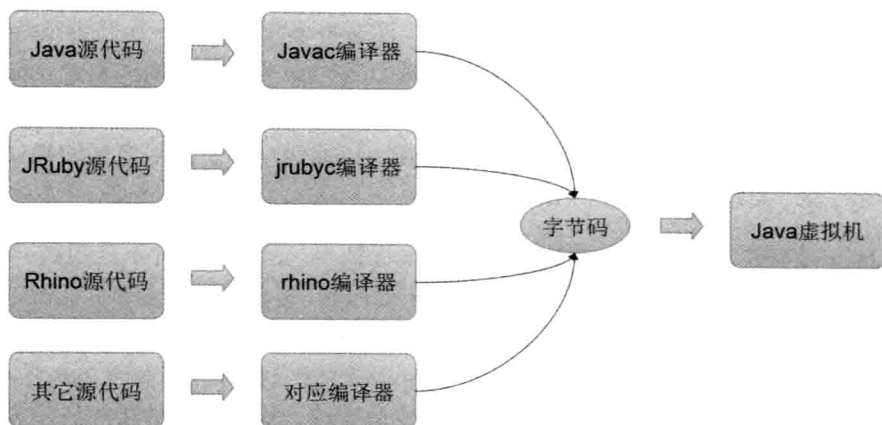 Java源代码
Javac编译器
JRuby源代码
jrubyc编译器
字节码
Java虚拟机
Rhino源代码
rhino编译器
其它源代码
对应编译器